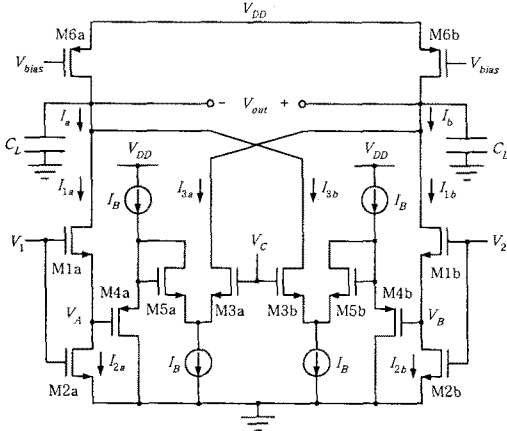 V_DD
M6a M6b
V_bias V_bias
I_a − V_out + I_b
C_L C_L
V_DD V_DD
I_1a I_B I_3a I_3b I_B I_1b
V_1 V_C V_2
M1a M1b
M4a M5a M3a M3b M5b M4b
V_A V_B
I_2a I_B I_B I_2b
M2a M2b